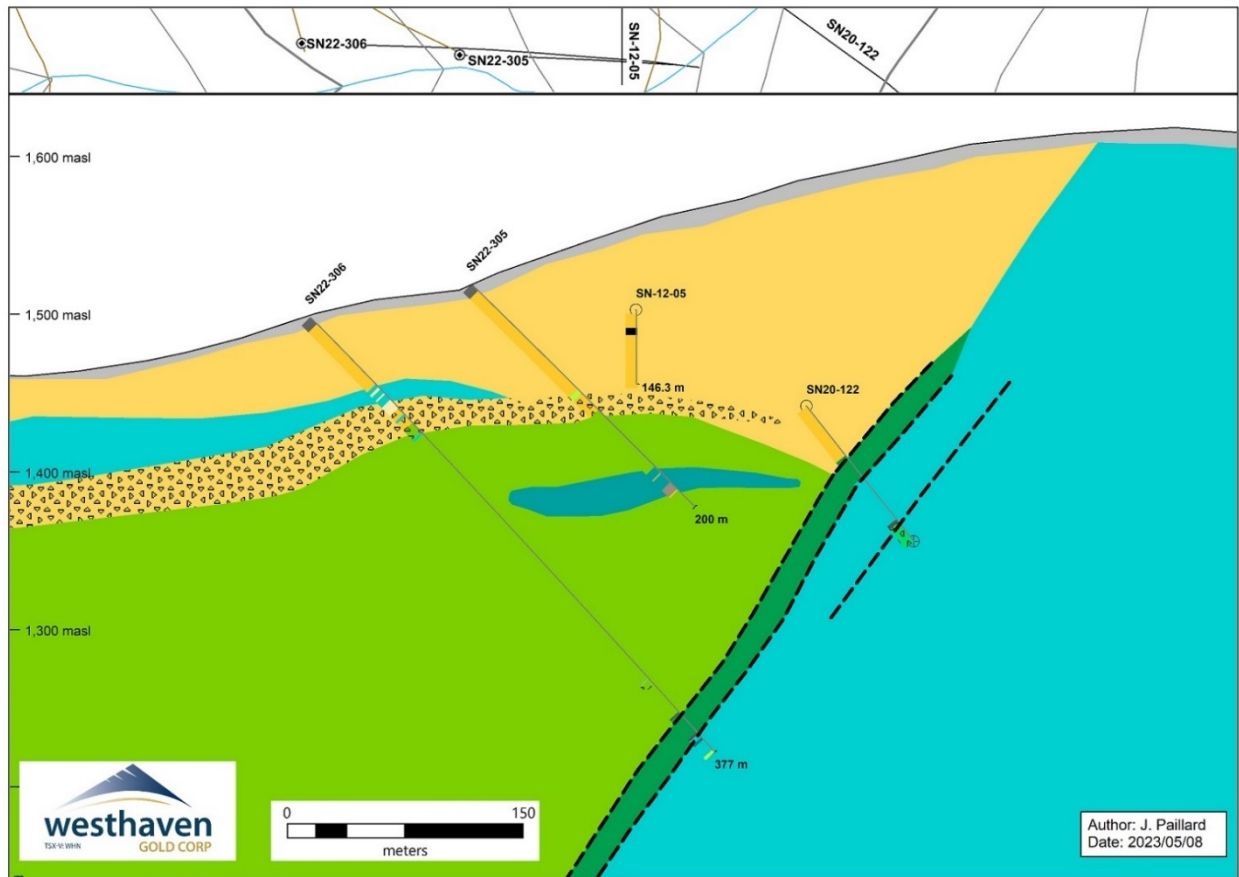 SN22-306
SN22-305
SN-12-05
SN20-122
1,600 masl
1,500 masl
1,400 masl
1,300 masl
SN22-306
SN22-305
SN-12-05
146.3 m
SN20-122
200 m
377 m
westhaven
TSX-V: WHN
GOLD CORP
0 150
meters
Author: J. Paillard
Date: 2023/05/08